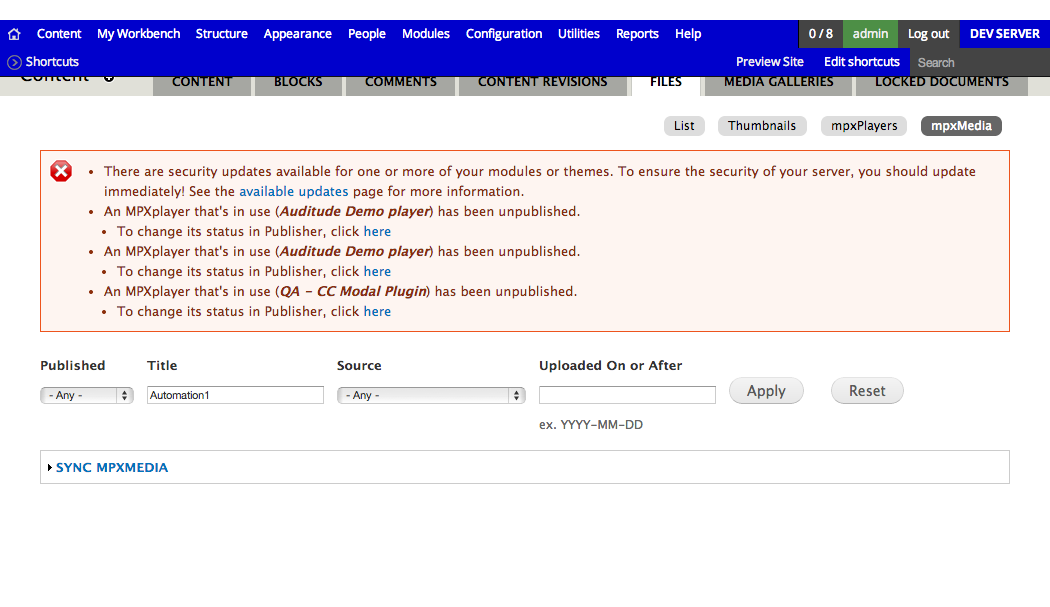 Content My Workbench Structure Appearance People Modules Configuration Utilities Reports Help 0 / 8 admin Log out DEV SERVER
Shortcuts Preview Site Edit shortcuts Search
Content CONTENT BLOCKS COMMENTS CONTENT REVISIONS FILES MEDIA GALLERIES LOCKED DOCUMENTS
List Thumbnails mpxPlayers mpxMedia
• There are security updates available for one or more of your modules or themes. To ensure the security of your server, you should update
immediately! See the available updates page for more information.
• An MPXplayer that's in use (Auditude Demo player) has been unpublished.
• To change its status in Publisher, click here
• An MPXplayer that's in use (Auditude Demo player) has been unpublished.
• To change its status in Publisher, click here
• An MPXplayer that's in use (QA - CC Modal Plugin) has been unpublished.
• To change its status in Publisher, click here
Published Title Source Uploaded On or After
- Any - Automation1 - Any - Apply Reset
ex. YYYY-MM-DD
SYNC MPXMEDIA